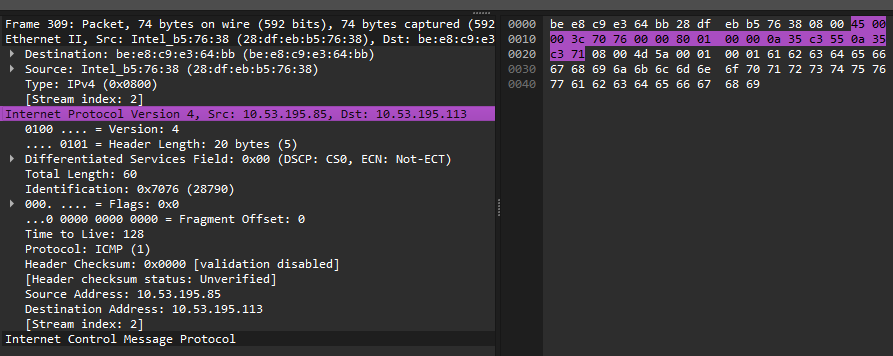 Frame 309: Packet, 74 bytes on wire (592 bits), 74 bytes captured (592
Ethernet II, Src: Intel_b5:76:38 (28:df:eb:b5:76:38), Dst: be:e8:c9:e3
Destination: be:e8:c9:e3:64:bb (be:e8:c9:e3:64:bb)
Source: Intel_b5:76:38 (28:df:eb:b5:76:38)
Type: IPv4 (0x0800)
[Stream index: 2]
Internet Protocol Version 4, Src: 10.53.195.85, Dst: 10.53.195.113
0100 .... = Version: 4
.... 0101 = Header Length: 20 bytes (5)
Differentiated Services Field: 0x00 (DSCP: CS0, ECN: Not-ECT)
Total Length: 60
Identification: 0x7076 (28790)
000. .... = Flags: 0x0
...0 0000 0000 0000 = Fragment Offset: 0
Time to Live: 128
Protocol: ICMP (1)
Header Checksum: 0x0000 [validation disabled]
[Header checksum status: Unverified]
Source Address: 10.53.195.85
Destination Address: 10.53.195.113
[Stream index: 2]
Internet Control Message Protocol
0000 be e8 c9 e3 64 bb 28 df eb b5 76 38 08 00 45 00
0010 00 3c 70 76 00 00 80 01 00 00 0a 35 c3 55 0a 35
0020 c3 71 08 00 4d 5a 00 01 00 01 61 62 63 64 65 66
0030 67 68 69 6a 6b 6c 6d 6e 6f 70 71 72 73 74 75 76
0040 77 61 62 63 64 65 66 67 68 69